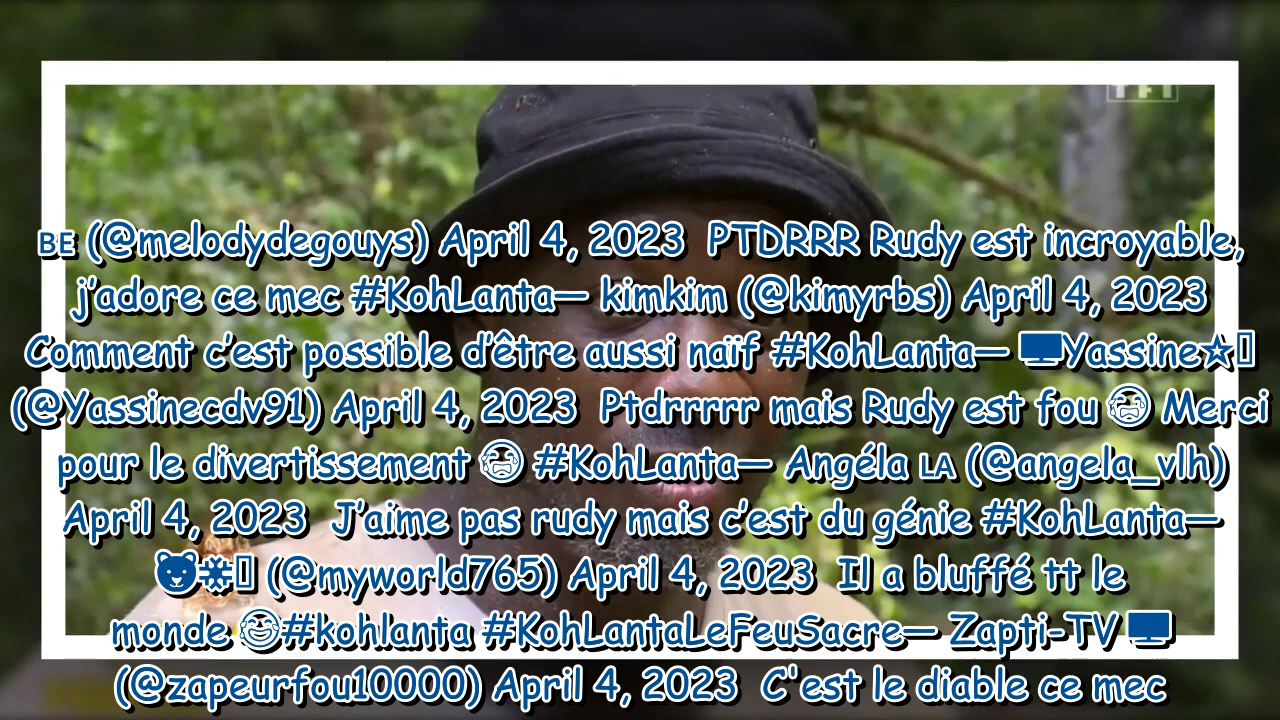 TF1
BE (@melodydegouys) April 4, 2023 PTDRRR Rudy est incroyable,
j’adore ce mec #KohLanta— kimkim (@kimyrbs) April 4, 2023
Comment c’est possible d’être aussi naïf #KohLanta— 🖥Yassine☆
(@Yassinecdv91) April 4, 2023 Ptdrrrrr mais Rudy est fou 😭 Merci
pour le divertissement 😭 #KohLanta— Angéla LA (@angela_vlh)
April 4, 2023 J’aime pas rudy mais c’est du génie #KohLanta—
🐻❄ (@myworld765) April 4, 2023 Il a bluffé tt le
monde 😂#kohlanta #KohLantaLeFeuSacre— Zapti-TV 🖥
(@zapeurfou10000) April 4, 2023 C'est le diable ce mec